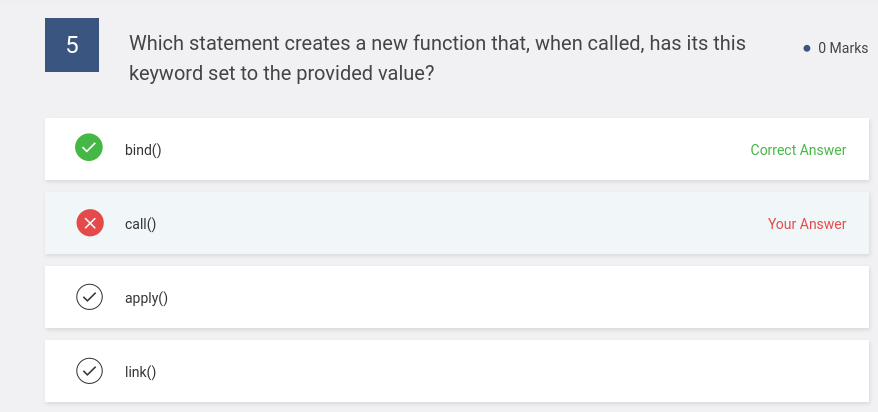 5
Which statement creates a new function that, when called, has its this
keyword set to the provided value?
0 Marks
bind()
Correct Answer
call()
Your Answer
apply()
link()